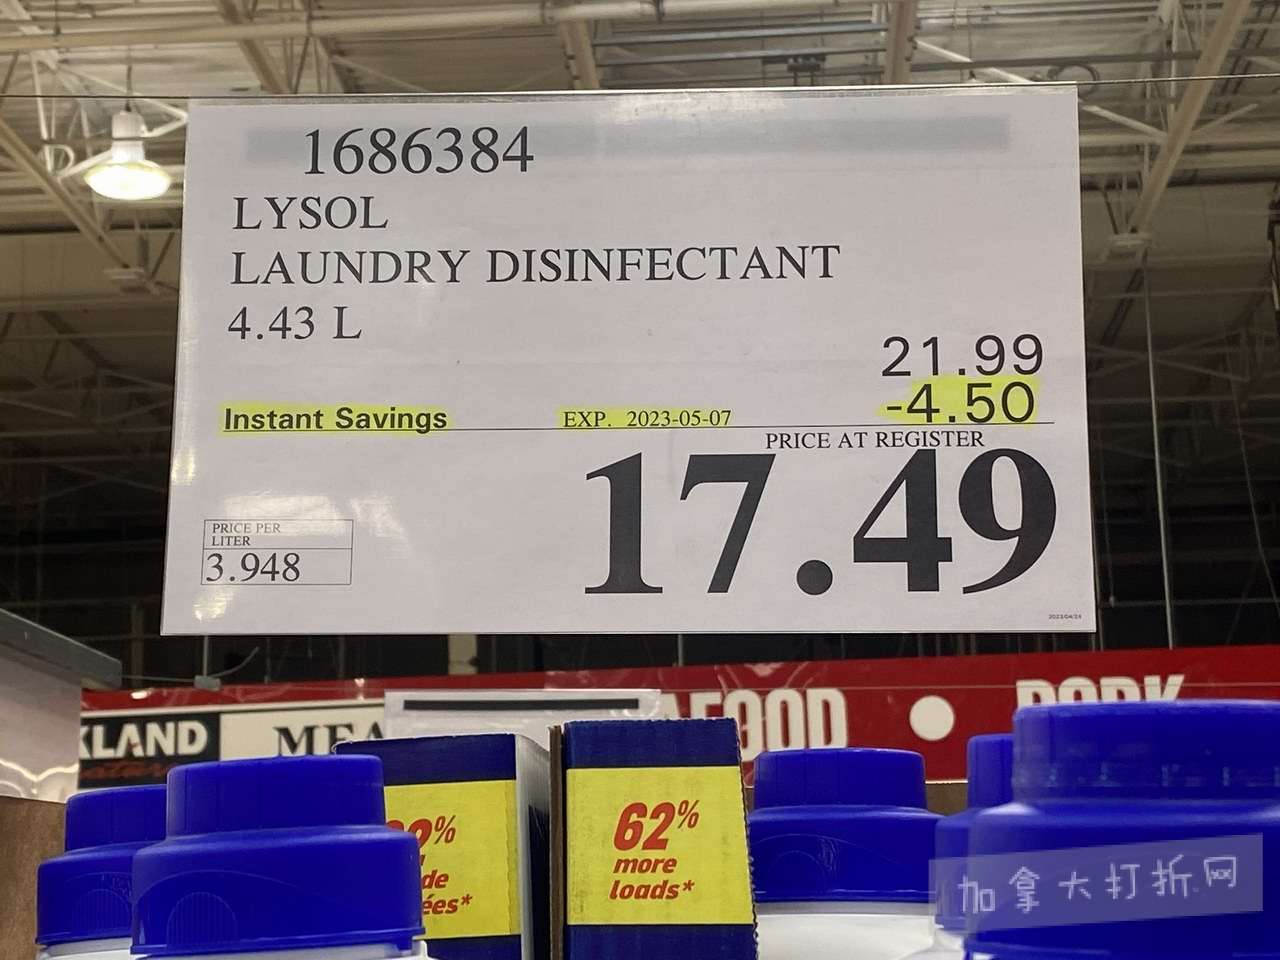 1686384
LYSOL
LAUNDRY DISINFECTANT
4.43 L
21.99
-4.50
Instant Savings EXP. 2023-05-07
PRICE AT REGISTER
17.49
PRICE PER
LITER
3.948
2023/04/24
PORK
62%
more
loads*
加拿大打折网